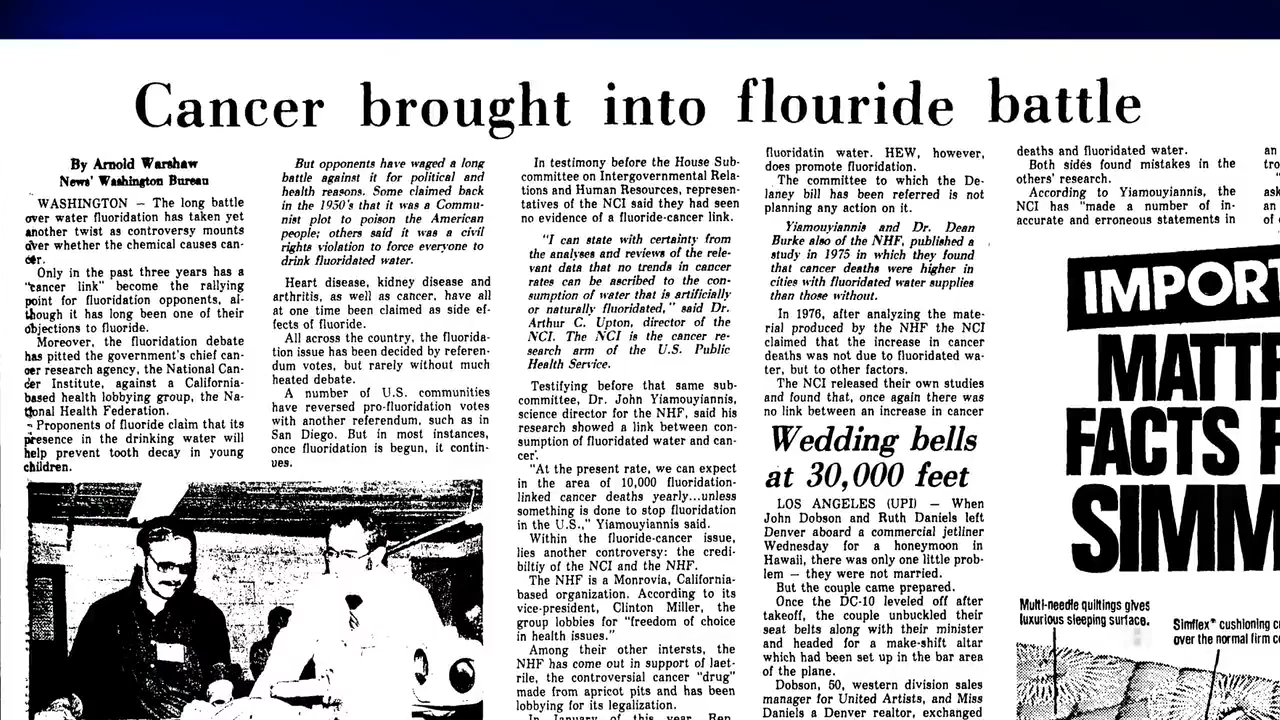 Cancer brought into flouride battle
By Arnold Warshaw
News' Washington Bureau
WASHINGTON — The long battle
over water fluoridation has taken yet
another twist as controversy mounts
over whether the chemical causes can-
cer.
Only in the past three years has a
"cancer link" become the rallying
point for fluoridation opponents, al-
though it has long been one of their
objections to fluoride.
Moreover, the fluoridation debate
has pitted the government's chief can-
cer research agency, the National Can-
cer Institute, against a California-
based health lobbying group, the Na-
tional Health Federation.
Proponents of fluoride claim that its
presence in the drinking water will
help prevent tooth decay in young
children.
But opponents have waged a long
battle against it for political and
health reasons. Some claimed back
in the 1950's that it was a Commu-
nist plot to poison the American
people; others said it was a civil
rights violation to force everyone to
drink fluoridated water.
Heart disease, kidney disease and
arthritis, as well as cancer, have all
at one time been claimed as side ef-
fects of fluoride.
All across the country, the fluorida-
tion issue has been decided by referen-
dum votes, but rarely without much
heated debate.
A number of U.S. communities
have reversed pro-fluoridation votes
with another referendum, such as in
San Diego. But in most instances,
once fluoridation is begun, it contin-
ues.
In testimony before the House Sub-
committee on Intergovernmental Rela-
tions and Human Resources, represen-
tatives of the NCI said they had seen
no evidence of a fluoride-cancer link.
"I can state with certainty from
the analyses and reviews of the rele-
vant data that no trends in cancer
rates can be ascribed to the con-
sumption of water that is artificially
or naturally fluoridated," said Dr.
Arthur C. Upton, director of the
NCI. The NCI is the cancer re-
search arm of the U.S. Public
Health Service.
Testifying before that same sub-
committee, Dr. John Yiamouyiannis,
science director for the NHF, said his
research showed a link between con-
sumption of fluoridated water and can-
cer.
"At the present rate, we can expect
in the area of 10,000 fluoridation-
linked cancer deaths yearly...unless
something is done to stop fluoridation
in the U.S.," Yiamouyiannis said.
Within the fluoride-cancer issue,
lies another controversy: the credi-
biltiy of the NCI and the NHF.
The NHF is a Monrovia, California-
based organization. According to its
vice-president, Clinton Miller, the
group lobbies for "freedom of choice
in health issues."
Among their other intersts, the
NHF has come out in support of laet-
rile, the controversial cancer "drug"
made from apricot pits and has been
lobbying for its legalization.
In January of this year, Rep.
fluoridatin water. HEW, however,
does promote fluoridation.
The committee to which the De-
laney bill has been referred is not
planning any action on it.
Yiamouyiannis and Dr. Dean
Burke also of the NHF, published a
study in 1975 in which they found
that cancer deaths were higher in
cities with fluoridated water supplies
than those without.
In 1976, after analyzing the mate-
rial produced by the NHF the NCI
claimed that the increase in cancer
deaths was not due to fluoridated wa-
ter, but to other factors.
The NCI released their own studies
and found that, once again there was
no link between an increase in cancer
Wedding bells
at 30,000 feet
LOS ANGELES (UPI) — When
John Dobson and Ruth Daniels left
Denver aboard a commercial jetliner
Wednesday for a honeymoon in
Hawaii, there was only one little prob-
lem — they were not married.
But the couple came prepared.
Once the DC-10 leveled off after
takeoff, the couple unbuckled their
seat belts along with their minister
and headed for a make-shift altar
which had been set up in the bar area
of the plane.
Dobson, 50, western division sales
manager for United Artists, and Miss
Daniels a Denver realtor, exchanged
deaths and fluoridated water.
Both sides found mistakes in the
others' research.
According to Yiamouyiannis, the
NCI has "made a number of in-
accurate and erroneous statements in
an
tro
"
ask
an
of
IMPORT
MATT
FACTS F
SIMM
Multi-needle quiltings gives
luxurious sleeping surface.
Simflex* cushioning c
over the normal firm c